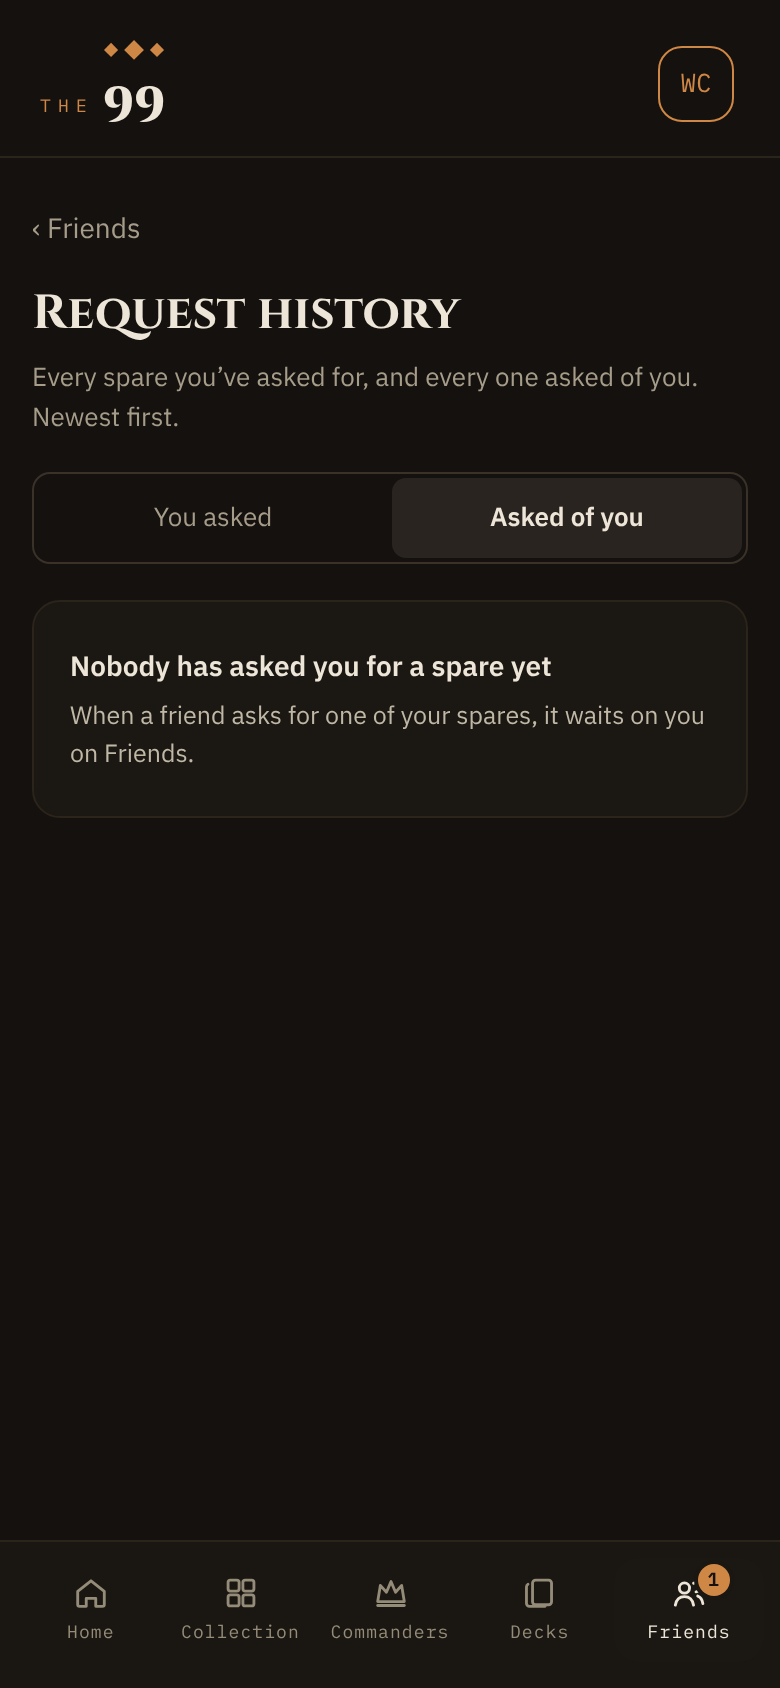 THE 99
WC
‹ Friends
Request history
Every spare you’ve asked for, and every one asked of you.
Newest first.
You asked
Asked of you
Nobody has asked you for a spare yet
When a friend asks for one of your spares, it waits on you
on Friends.
1
Home
Collection
Commanders
Decks
Friends